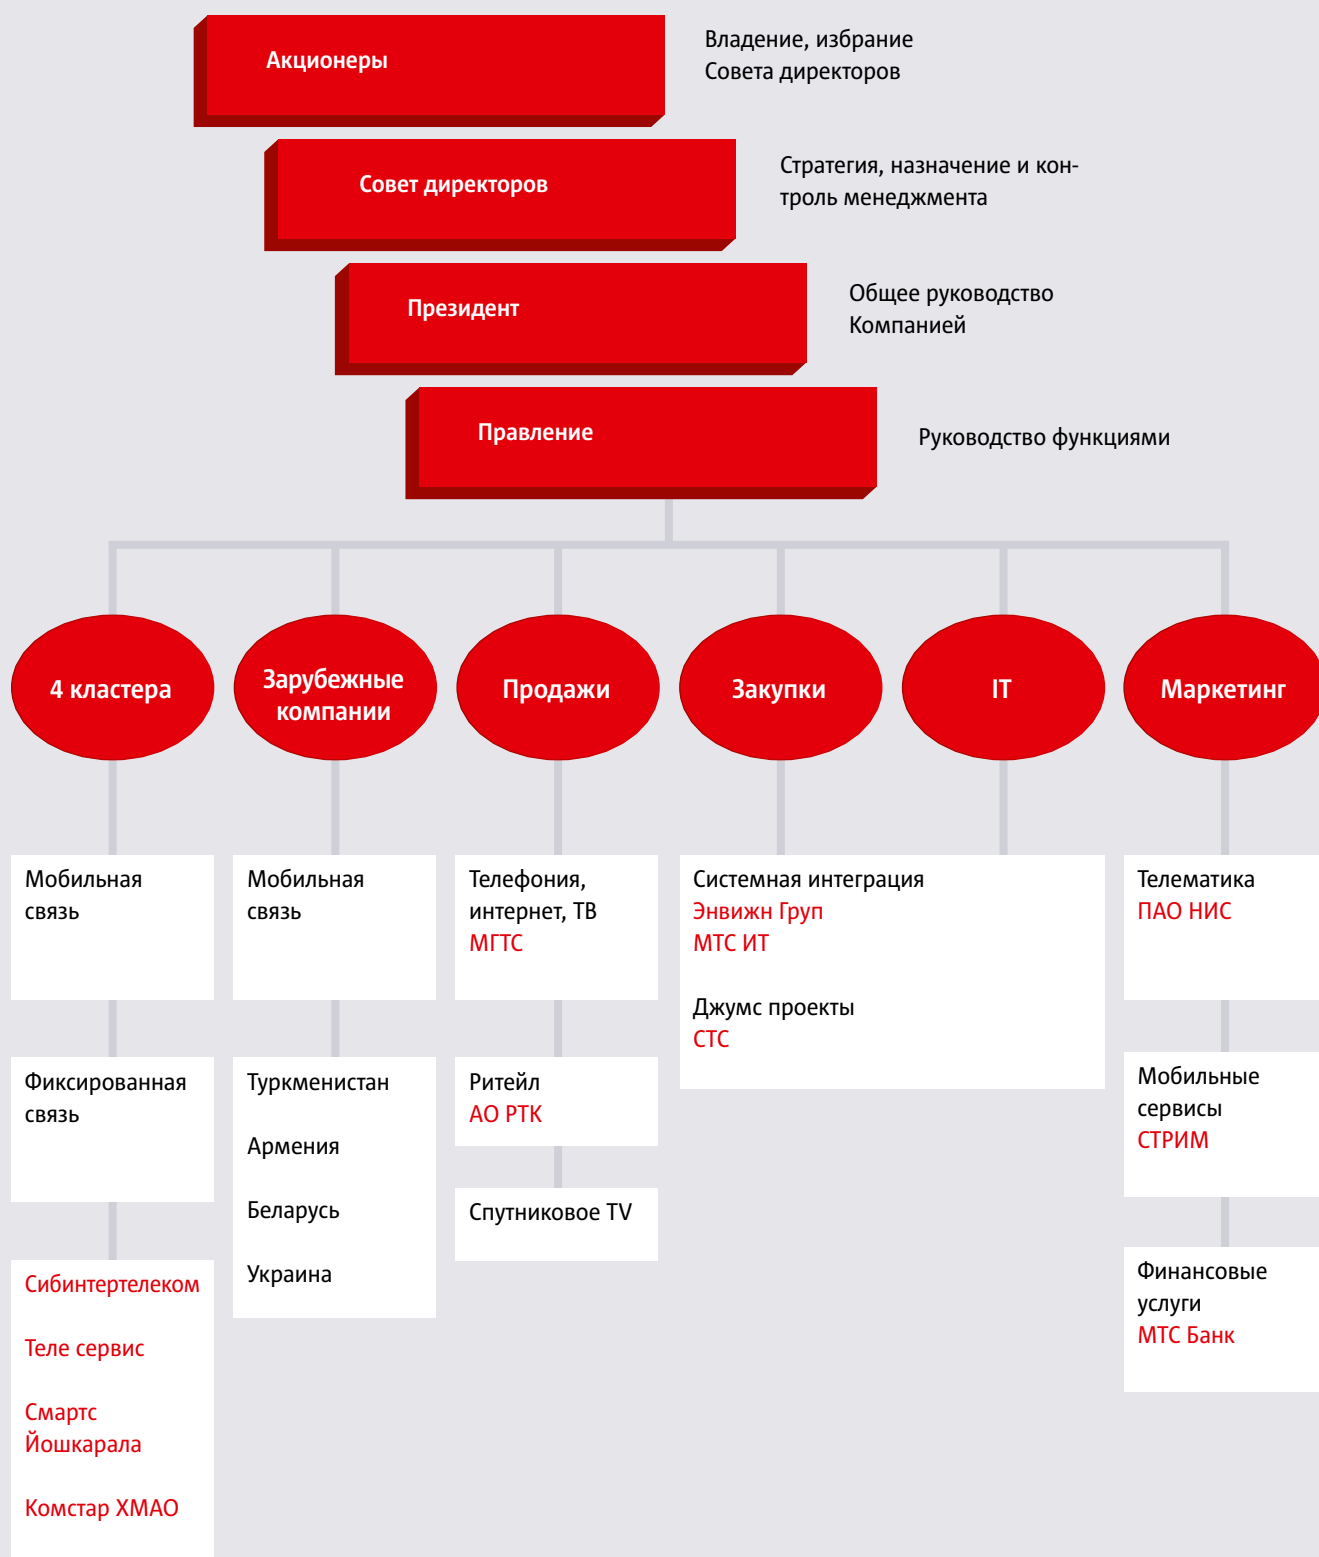 Акционеры
Владение, избрание
Совета директоров
Совет директоров
Стратегия, назначение и кон-
троль менеджмента
Президент
Общее руководство
Компанией
Правление
Руководство функциями
4 кластера
Зарубежные
компании
Продажи
Закупки
IT
Маркетинг
Мобильная
связь
Фиксированная
связь
Сибинтертелеком
Теле сервис
Смартс
Йошкарала
Комстар ХМАО
Мобильная
связь
Туркменистан
Армения
Беларусь
Украина
Телефония,
интернет, ТВ
МГТС
Ритейл
АО РТК
Спутниковое TV
Системная интеграция
Энвижн Груп
МТС ИТ
Джумс проекты
СТС
Телематика
ПАО НИС
Мобильные
сервисы
СТРИМ
Финансовые
услуги
МТС Банк